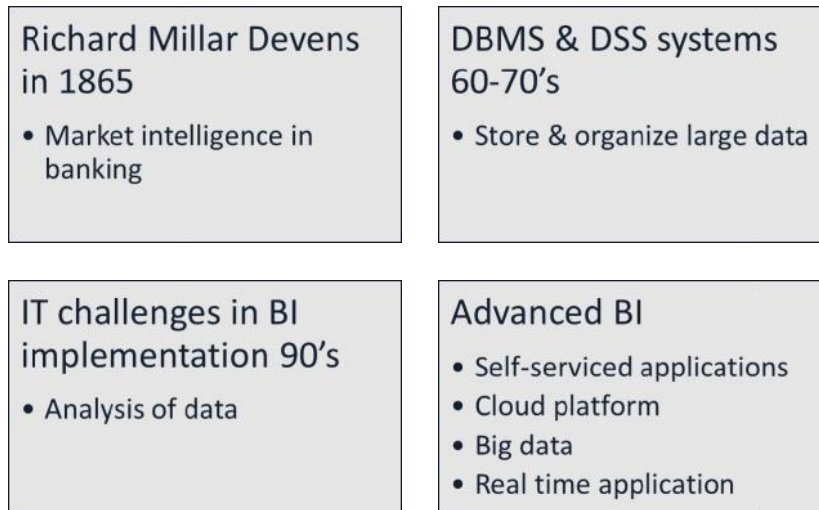 Richard Millar Devens
in 1865
• Market intelligence in
banking
DBMS & DSS systems
60-70’s
• Store & organize large data
IT challenges in BI
implementation 90’s
• Analysis of data
Advanced BI
• Self-serviced applications
• Cloud platform
• Big data
• Real time application